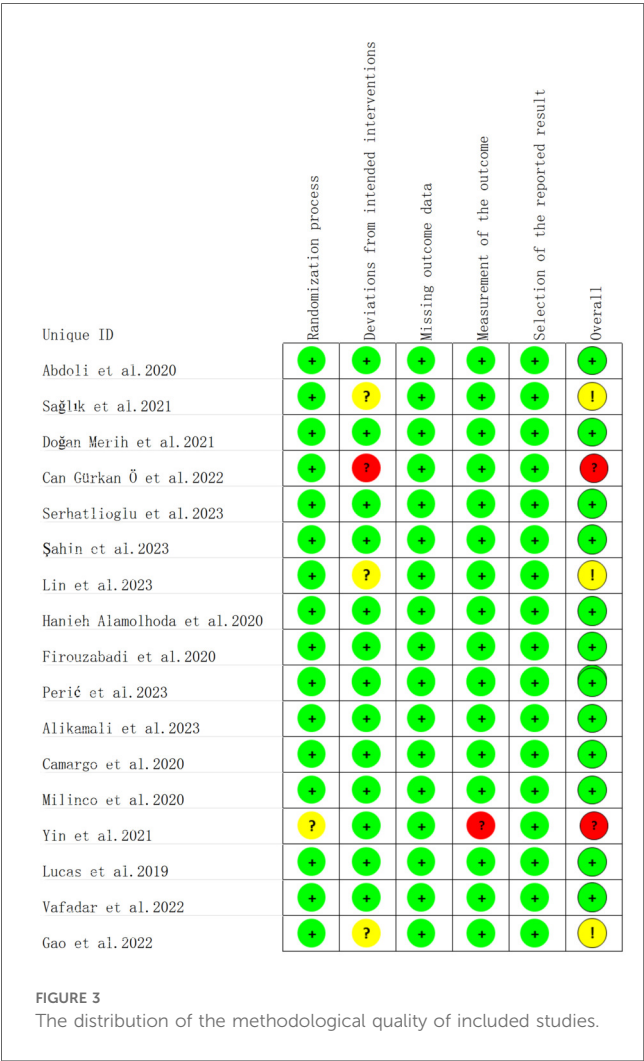 Randomization process
Deviations from intended interventions
Missing outcome data
Measurement of the outcome
Selection of the reported result
Overall
Unique ID
Abdoli et al.2020
+ + + + + +
Sağlık et al.2021
+ ? + + + !
Doğan Merih et al.2021
+ + + + + +
Can Gürkan Ö et al.2022
+ ? + + + ?
Serhatlioglu et al.2023
+ + + + + +
Şahin et al.2023
+ + + + + +
Lin et al.2023
+ ? + + + !
Hanieh Alamolhoda et al.2020
+ + + + + +
Firouzabadi et al.2020
+ + + + + +
Perić et al.2023
+ + + + + +
Alikamali et al.2023
+ + + + + +
Camargo et al.2020
+ + + + + +
Milinco et al.2020
+ + + + + +
Yin et al.2021
? + + ? + ?
Lucas et al.2019
+ + + + + +
Vafadar et al.2022
+ + + + + +
Gao et al.2022
+ ? + + + !
FIGURE 3
The distribution of the methodological quality of included studies.